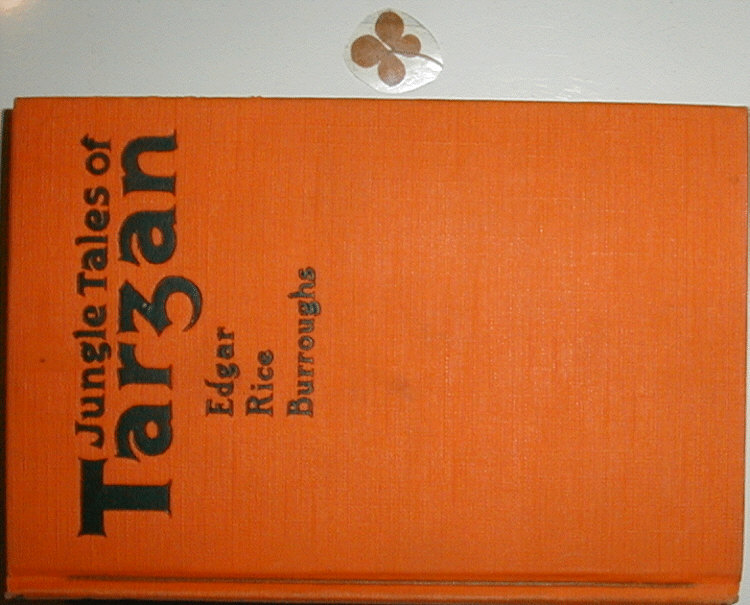 Jungle Tales of
Tarzan
Edgar
Rice
Burroughs